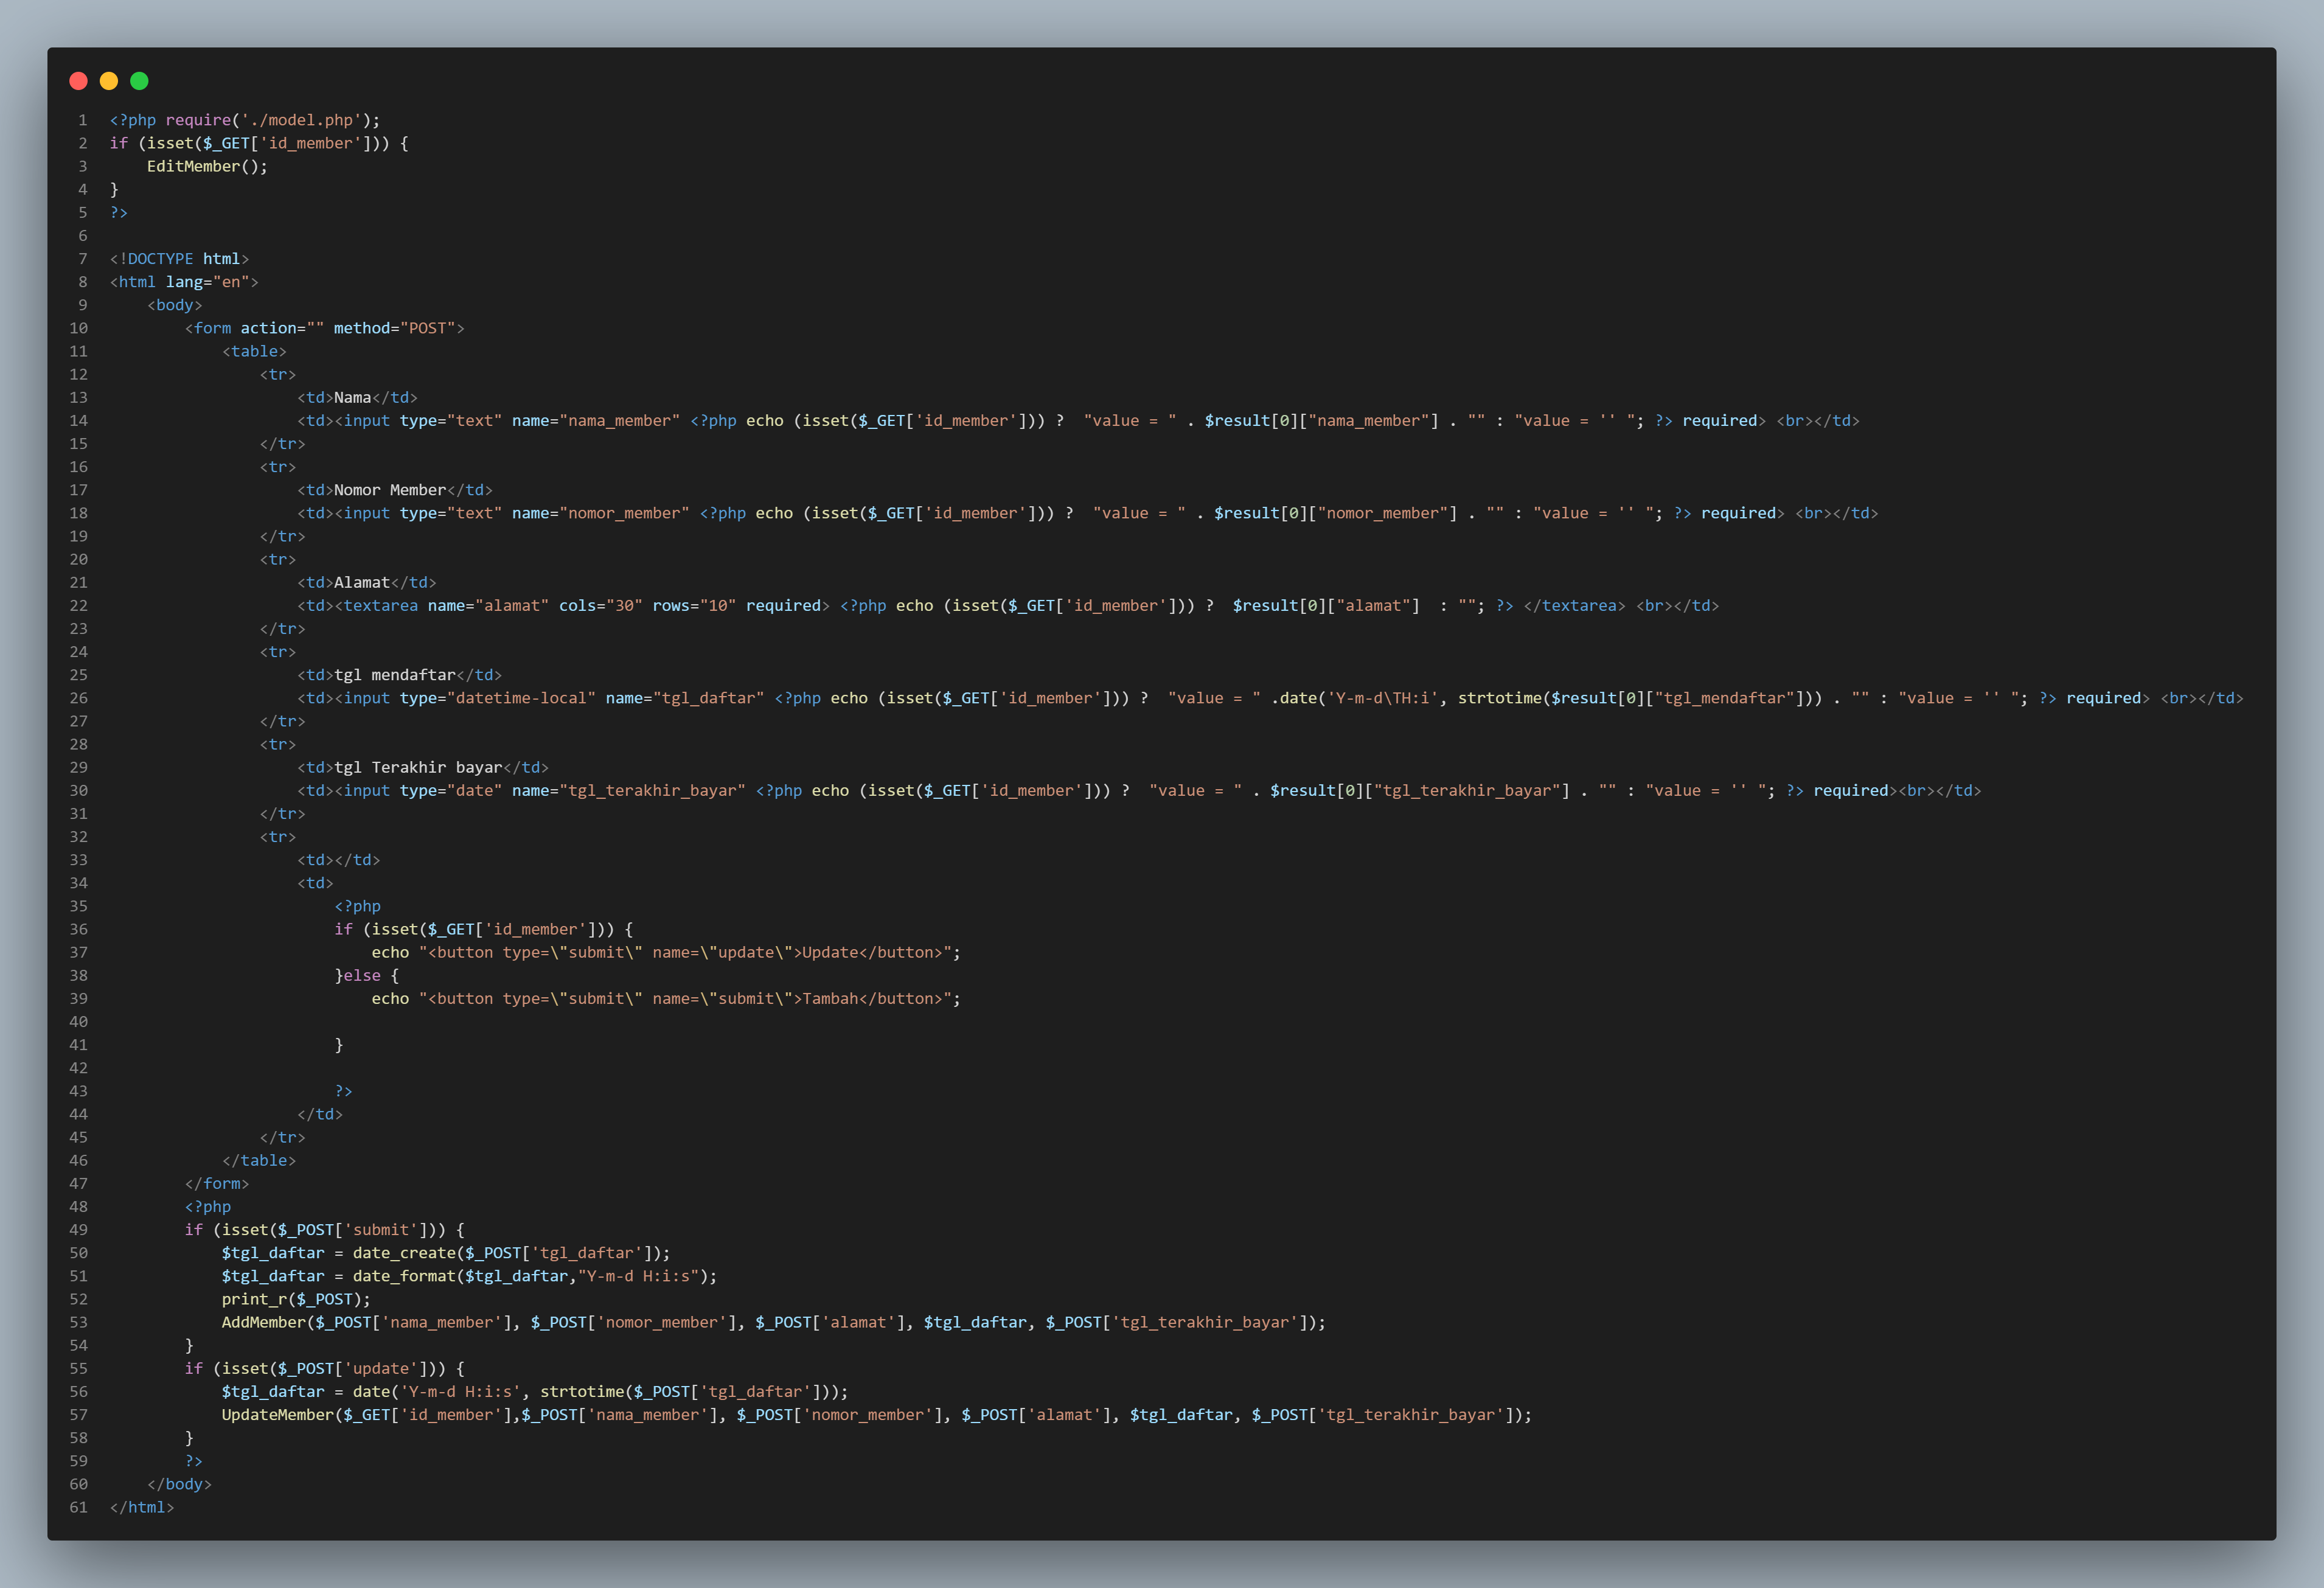 1 <?php require('./model.php');
2 if (isset($_GET['id_member'])) {
3     EditMember();
4 }
5 ?>
6
7 <!DOCTYPE html>
8 <html lang="en">
9     <body>
10         <form action="" method="POST">
11             <table>
12                 <tr>
13                     <td>Nama</td>
14                     <td><input type="text" name="nama_member" <?php echo (isset($_GET['id_member'])) ?  "value = " . $result[0]["nama_member"] . "" : "value = '' "; ?> required> <br></td>
15                 </tr>
16                 <tr>
17                     <td>Nomor Member</td>
18                     <td><input type="text" name="nomor_member" <?php echo (isset($_GET['id_member'])) ?  "value = " . $result[0]["nomor_member"] . "" : "value = '' "; ?> required> <br></td>
19                 </tr>
20                 <tr>
21                     <td>Alamat</td>
22                     <td><textarea name="alamat" cols="30" rows="10" required> <?php echo (isset($_GET['id_member'])) ?  $result[0]["alamat"]  : ""; ?> </textarea> <br></td>
23                 </tr>
24                 <tr>
25                     <td>tgl mendaftar</td>
26                     <td><input type="datetime-local" name="tgl_daftar" <?php echo (isset($_GET['id_member'])) ?  "value = " .date('Y-m-d\TH:i', strtotime($result[0]["tgl_mendaftar"])) . "" : "value = '' "; ?> required> <br></td>
27                 </tr>
28                 <tr>
29                     <td>tgl Terakhir bayar</td>
30                     <td><input type="date" name="tgl_terakhir_bayar" <?php echo (isset($_GET['id_member'])) ?  "value = " . $result[0]["tgl_terakhir_bayar"] . "" : "value = '' "; ?> required><br></td>
31                 </tr>
32                 <tr>
33                     <td></td>
34                     <td>
35                         <?php
36                         if (isset($_GET['id_member'])) {
37                             echo "<button type=\"submit\" name=\"update\">Update</button>";
38                         }else {
39                             echo "<button type=\"submit\" name=\"submit\">Tambah</button>";
40
41                         }
42
43                         ?>
44                     </td>
45                 </tr>
46             </table>
47         </form>
48         <?php
49         if (isset($_POST['submit'])) {
50             $tgl_daftar = date_create($_POST['tgl_daftar']);
51             $tgl_daftar = date_format($tgl_daftar,"Y-m-d H:i:s");
52             print_r($_POST);
53             AddMember($_POST['nama_member'], $_POST['nomor_member'], $_POST['alamat'], $tgl_daftar, $_POST['tgl_terakhir_bayar']);
54         }
55         if (isset($_POST['update'])) {
56             $tgl_daftar = date('Y-m-d H:i:s', strtotime($_POST['tgl_daftar']));
57             UpdateMember($_GET['id_member'],$_POST['nama_member'], $_POST['nomor_member'], $_POST['alamat'], $tgl_daftar, $_POST['tgl_terakhir_bayar']);
58         }
59         ?>
60     </body>
61 </html>